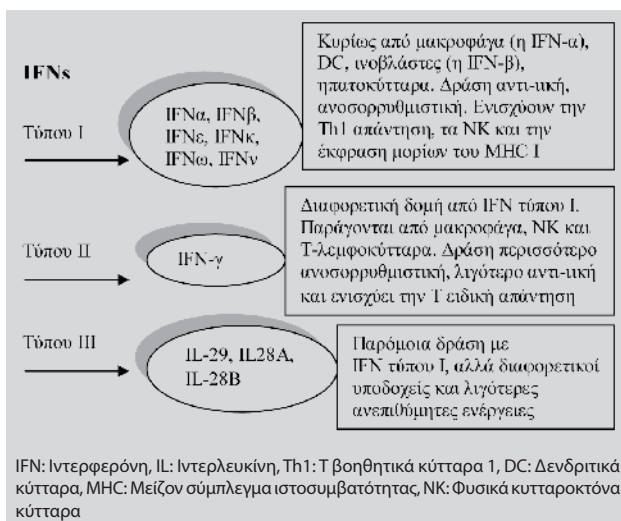 IFNs
Τύπου Ι
IFNα, IFNβ,
IFNε, IFNκ,
IFNω, IFNν
Κυρίως από μακροφάγα (η IFN-α),
DC, ινοβλάστες (η IFN-β),
ηπατοκύτταρα. Δράση αντι-ιική,
ανοσορρυθμιστική. Ενισχύουν την
Th1 απάντηση, τα ΝΚ και την
έκφραση μορίων του MHC I
Τύπου ΙΙ
IFN-γ
Διαφορετική δομή από IFN τύπου Ι.
Παράγονται από μακροφάγα, ΝΚ και
Τ-λεμφοκύτταρα. Δράση περισσότερο
ανοσορρυθμιστική, λιγότερο αντι-ιική
και ενισχύει την Τ ειδική απάντηση
Τύπου ΙΙΙ
IL-29, IL28A,
IL-28B
Παρόμοια δράση με
IFN τύπου Ι, αλλά διαφορετικοί
υποδοχείς και λιγότερες
ανεπιθύμητες ενέργειες
IFN: Ιντερφερόνη, IL: Ιντερλευκίνη, Th1: Τ βοηθητικά κύτταρα 1, DC: Δενδριτικά
κύτταρα, MHC: Μείζον σύμπλεγμα ιστοσυμβατότητας, NK: Φυσικά κυτταροκτόνα
κύτταρα